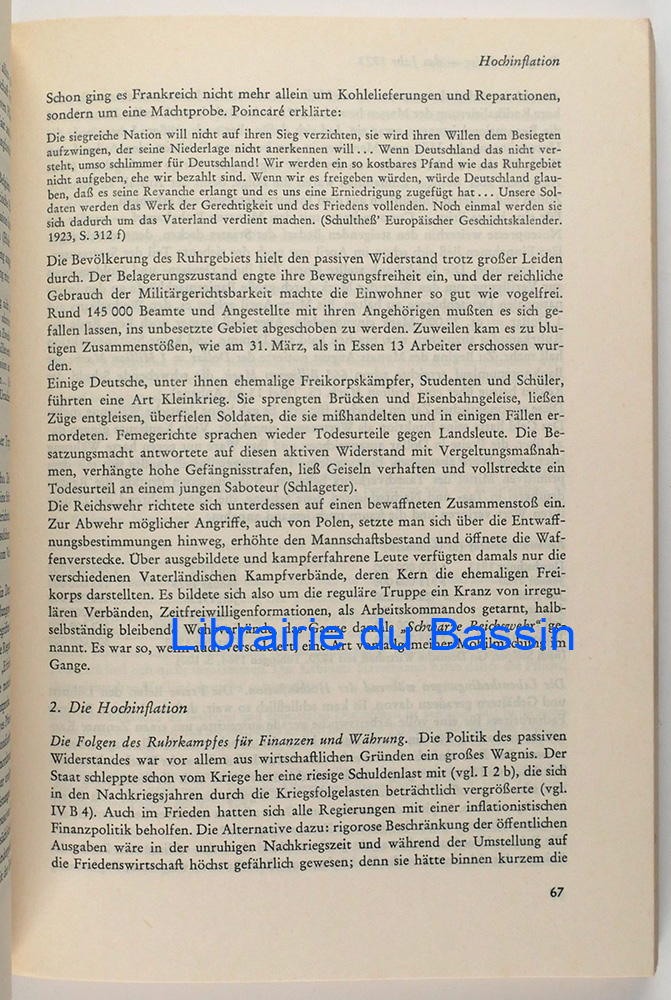 Hochinflation
Schon ging es Frankreich nicht mehr allein um Kohlelieferungen und Reparationen,
sondern um eine Machtprobe. Poincaré erklärte:
Die siegreiche Nation will nicht auf ihren Sieg verzichten, sie wird ihren Willen dem Besiegten
aufzwingen, der seine Niederlage nicht anerkennen will ... Wenn Deutschland das nicht ver-
steht, umso schlimmer für Deutschland! Wir werden ein so kostbares Pfand wie das Ruhrgebiet
nicht aufgeben, ehe wir bezahlt sind. Wenn wir es freigeben würden, würde Deutschland glau-
ben, daß es seine Revanche erlangt und es uns eine Erniedrigung zugefügt hat ... Unsere Sol-
daten werden das Werk der Gerechtigkeit und des Friedens vollenden. Noch einmal werden sie
sich dadurch um das Vaterland verdient machen. (Schultheß' Europäischer Geschichtskalender.
1923, S. 312 f)
Die Bevölkerung des Ruhrgebiets hielt den passiven Widerstand trotz großer Leiden
durch. Der Belagerungszustand engte ihre Bewegungsfreiheit ein, und der reichliche
Gebrauch der Militärgerichtsbarkeit machte die Einwohner so gut wie vogelfrei.
Rund 145 000 Beamte und Angestellte mit ihren Angehörigen mußten es sich ge-
fallen lassen, ins unbesetzte Gebiet abgeschoben zu werden. Zuweilen kam es zu blu-
tigen Zusammenstößen, wie am 31. März, als in Essen 13 Arbeiter erschossen wur-
den.
Einige Deutsche, unter ihnen ehemalige Freikorpskämpfer, Studenten und Schüler,
führten eine Art Kleinkrieg. Sie sprengten Brücken und Eisenbahngeleise, ließen
Züge entgleisen, überfielen Soldaten, die sie mißhandelten und in einigen Fällen er-
mordeten. Femegerichte sprachen wieder Todesurteile gegen Landsleute. Die Be-
satzungsmacht antwortete auf diesen aktiven Widerstand mit Vergeltungsmaßnah-
men, verhängte hohe Gefängnisstrafen, ließ Geiseln verhaften und vollstreckte ein
Todesurteil an einem jungen Saboteur (Schlageter).
Die Reichswehr richtete sich unterdessen auf einen bewaffneten Zusammenstoß ein.
Zur Abwehr möglicher Angriffe, auch von Polen, setzte man sich über die Entwaff-
nungsbestimmungen hinweg, erhöhte den Mannschaftsbestand und öffnete die Waf-
fenverstecke. Über ausgebildete und kampferfahrene Leute verfügten damals nur die
verschiedenen Vaterländischen Kampfverbände, deren Kern die ehemaligen Frei-
korps darstellten. Es bildete sich also um die reguläre Truppe ein Kranz von irregu-
lären Verbänden, Zeitfreiwilligenformationen, als Arbeitskommandos getarnt, halb-
selbständig bleibende Wehrverbände, das Ganze damals „Schwarze Reichswehr“ ge-
nannt. Es war so, wenn auch verschleiert, eine Art von allgemeiner Mobilmachung im
Gange.
Librairie du Bassin
2. Die Hochinflation
Die Folgen des Ruhrkampfes für Finanzen und Währung. Die Politik des passiven
Widerstandes war vor allem aus wirtschaftlichen Gründen ein großes Wagnis. Der
Staat schleppte schon vom Kriege her eine riesige Schuldenlast mit (vgl. I 2 b), die sich
in den Nachkriegsjahren durch die Kriegsfolgelasten beträchtlich vergrößerte (vgl.
IV B 4). Auch im Frieden hatten sich alle Regierungen mit einer inflationistischen
Finanzpolitik beholfen. Die Alternative dazu: rigorose Beschränkung der öffentlichen
Ausgaben wäre in der unruhigen Nachkriegszeit und während der Umstellung auf
die Friedenswirtschaft höchst gefährlich gewesen; denn sie hätte binnen kurzem die
67